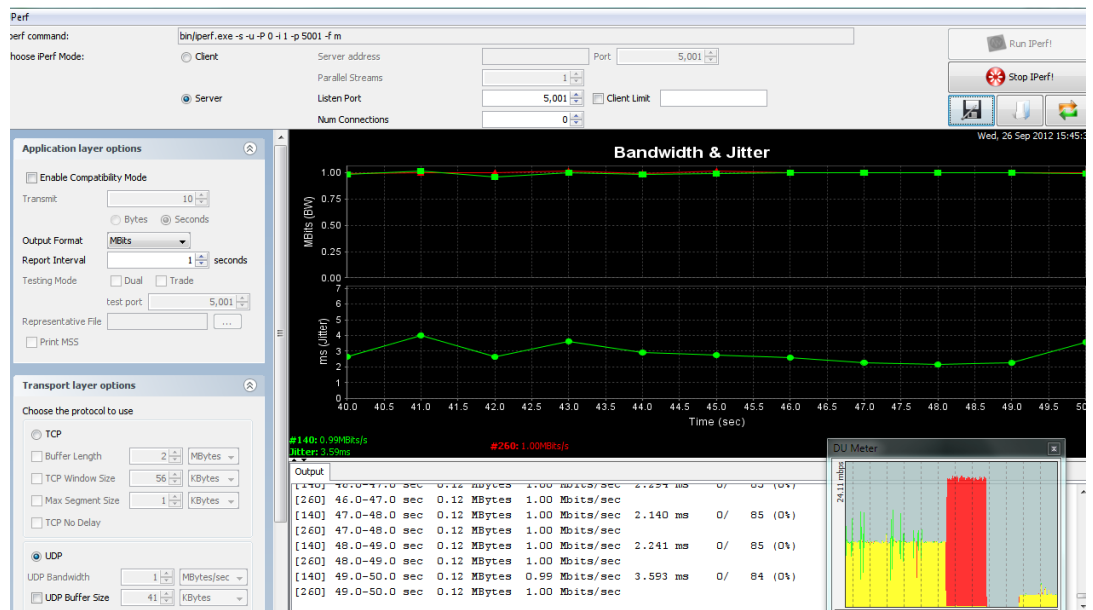 iPerf
perf command: bin/iperf.exe -s -u -P 0 -i 1 -p 5001 -f m
hoose iPerf Mode: Client Server address Port 5,001 Run IPerf!
Parallel Streams 1 Stop IPerf!
Server Listen Port 5,001 Client Limit
Num Connections 0
Wed, 26 Sep 2012 15:45:3
Application layer options
Enable Compatibility Mode
Transmit 10
Bytes Seconds
Output Format MBits
Report Interval 1 seconds
Testing Mode Dual Trade
test port 5,001
Representative File ...
Print MSS
Transport layer options
Choose the protocol to use
TCP
Buffer Length 2 MBytes
TCP Window Size 56 KBytes
Max Segment Size 1 KBytes
TCP No Delay
UDP
UDP Bandwidth 1 MBytes/sec
UDP Buffer Size 41 KBytes
Bandwidth & Jitter
MBits (BW)
1.00
0.75
0.50
0.25
0.00
ms (Jitter)
7
6
5
4
3
2
1
0
40.0 40.5 41.0 41.5 42.0 42.5 43.0 43.5 44.0 44.5 45.0 45.5 46.0 46.5 47.0 47.5 48.0 48.5 49.0 49.5 50
Time (sec)
#140: 0.99MBits/s #260: 1.00MBits/s
Jitter: 3.59ms
Output
[260] 46.0-47.0 sec 0.12 MBytes 1.00 Mbits/sec
[140] 47.0-48.0 sec 0.12 MBytes 1.00 Mbits/sec 2.140 ms 0/ 85 (0%)
[260] 47.0-48.0 sec 0.12 MBytes 1.00 Mbits/sec
[140] 48.0-49.0 sec 0.12 MBytes 1.00 Mbits/sec 2.241 ms 0/ 85 (0%)
[260] 48.0-49.0 sec 0.12 MBytes 1.00 Mbits/sec
[140] 49.0-50.0 sec 0.12 MBytes 0.99 Mbits/sec 3.593 ms 0/ 84 (0%)
[260] 49.0-50.0 sec 0.12 MBytes 1.00 Mbits/sec
DU Meter
24.11 mbps